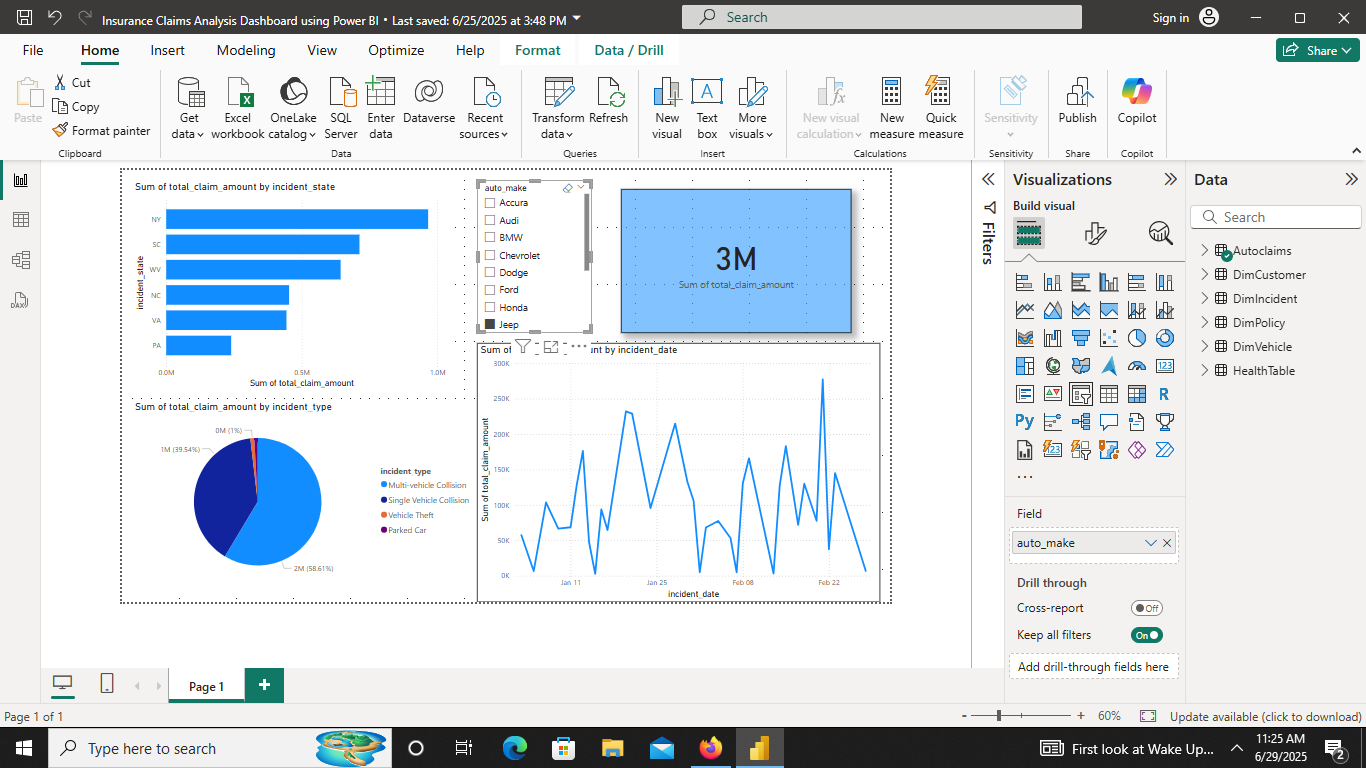 Insurance Claims Analysis Dashboard using Power BI • Last saved: 6/25/2025 at 3:48 PM
Search
Sign in
File
Home
Insert
Modeling
View
Optimize
Help
Format
Data / Drill
Share
Paste
Cut
Copy
Format painter
Clipboard
Get data
Excel workbook
OneLake catalog
SQL Server
Enter data
Dataverse
Recent sources
Data
Transform data
Refresh
Queries
New visual
Text box
More visuals
Insert
New visual calculation
New measure
Quick measure
Calculations
Sensitivity
Sensitivity
Publish
Share
Copilot
Copilot
Sum of total_claim_amount by incident_state
incident_state
NY
SC
WV
NC
VA
PA
0.0M
0.5M
1.0M
Sum of total_claim_amount
auto_make
Accura
Audi
BMW
Chevrolet
Dodge
Ford
Honda
Jeep
3M
Sum of total_claim_amount
Sum of total_claim_amount by incident_type
0M (1%)
1M (39.54%)
2M (58.61%)
incident_type
Multi-vehicle Collision
Single Vehicle Collision
Vehicle Theft
Parked Car
Sum of
unt by incident_date
Sum of total_claim_amount
300K
250K
200K
150K
100K
50K
0K
Jan 11
Jan 25
Feb 08
Feb 22
incident_date
Filters
Visualizations
Build visual
123
R
Py
Field
auto_make
Drill through
Cross-report
Off
Keep all filters
On
Add drill-through fields here
Data
Search
Autoclaims
DimCustomer
DimIncident
DimPolicy
DimVehicle
HealthTable
Page 1
Page 1 of 1
60%
Update available (click to download)
Type here to search
First look at Wake Up...
11:25 AM
6/29/2025
2